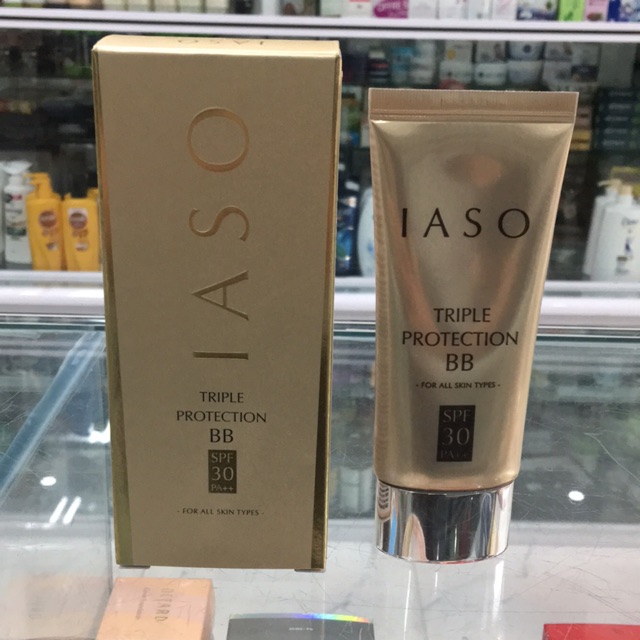 IASO
IASO
TRIPLE
PROTECTION
BB
SPF
30
PA++
- FOR ALL SKIN TYPES -
IASO
TRIPLE
PROTECTION
BB
- FOR ALL SKIN TYPES -
SPF
30
PA++